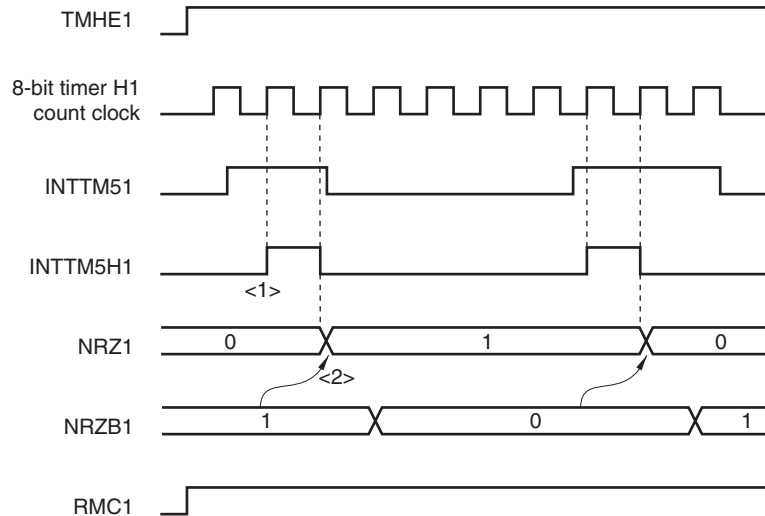 TMHE1
8-bit timer H1
count clock
INTTM51
INTTM5H1
<1>
NRZ1
0 1 0
<2>
NRZB1
1 0 1
RMC1